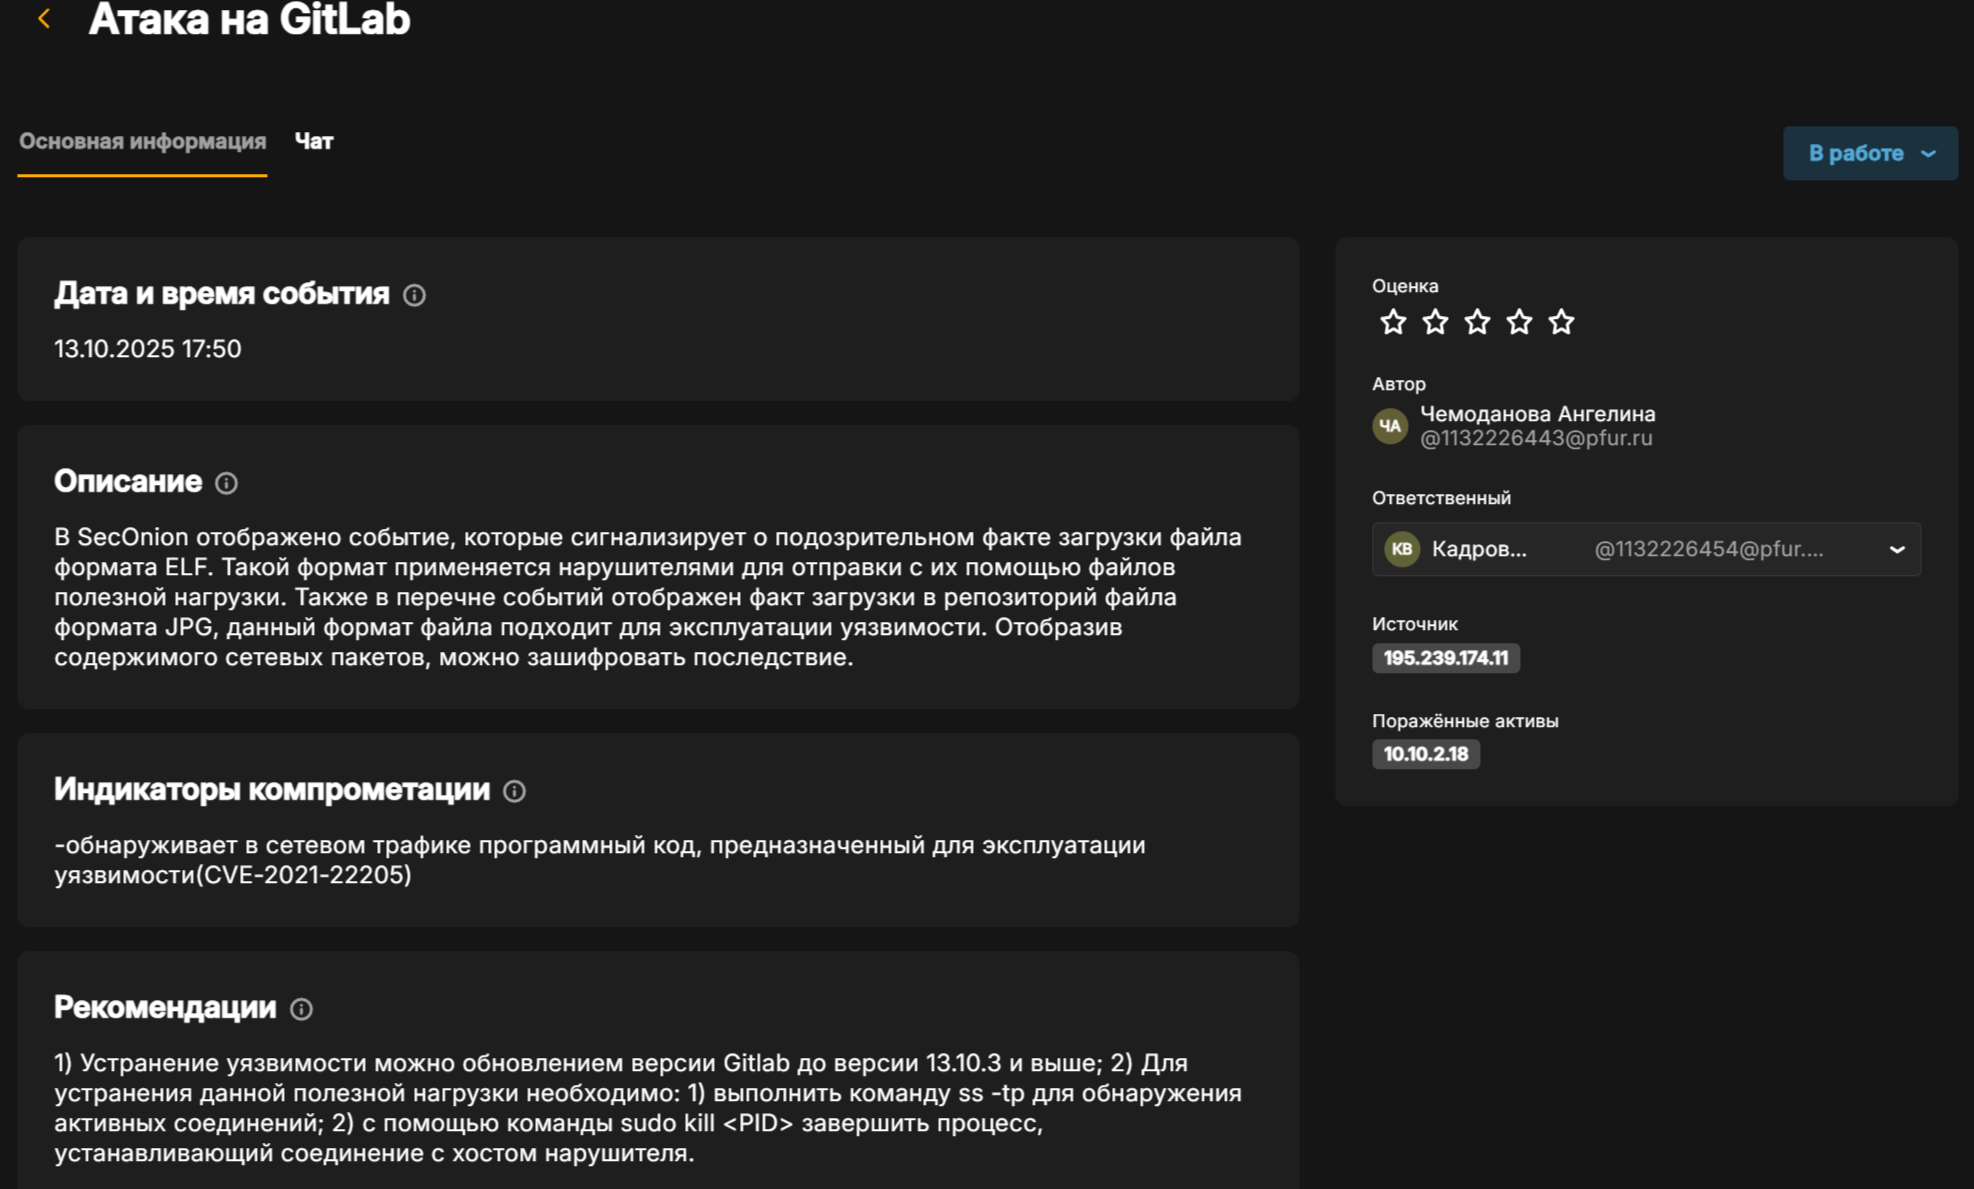 Атака на GitLab
Основная информация
Чат
В работе
Дата и время события
13.10.2025 17:50
Описание
В SecOnion отображено событие, которые сигнализирует о подозрительном факте загрузки файла
формата ELF. Такой формат применяется нарушителями для отправки с их помощью файлов
полезной нагрузки. Также в перечне событий отображен факт загрузки в репозиторий файла
формата JPG, данный формат файла подходит для эксплуатации уязвимости. Отобразив
содержимого сетевых пакетов, можно зашифровать последствие.
Индикаторы компрометации
-обнаруживает в сетевом трафике программный код, предназначенный для эксплуатации
уязвимости(CVE-2021-22205)
Рекомендации
1) Устранение уязвимости можно обновлением версии Gitlab до версии 13.10.3 и выше; 2) Для
устранения данной полезной нагрузки необходимо: 1) выполнить команду ss -tp для обнаружения
активных соединений; 2) с помощью команды sudo kill <PID> завершить процесс,
устанавливающий соединение с хостом нарушителя.
Оценка
Автор
ЧА
Чемоданова Ангелина
@1132226443@pfur.ru
Ответственный
КВ Кадров... @1132226454@pfur....
Источник
195.239.174.11
Поражённые активы
10.10.2.18